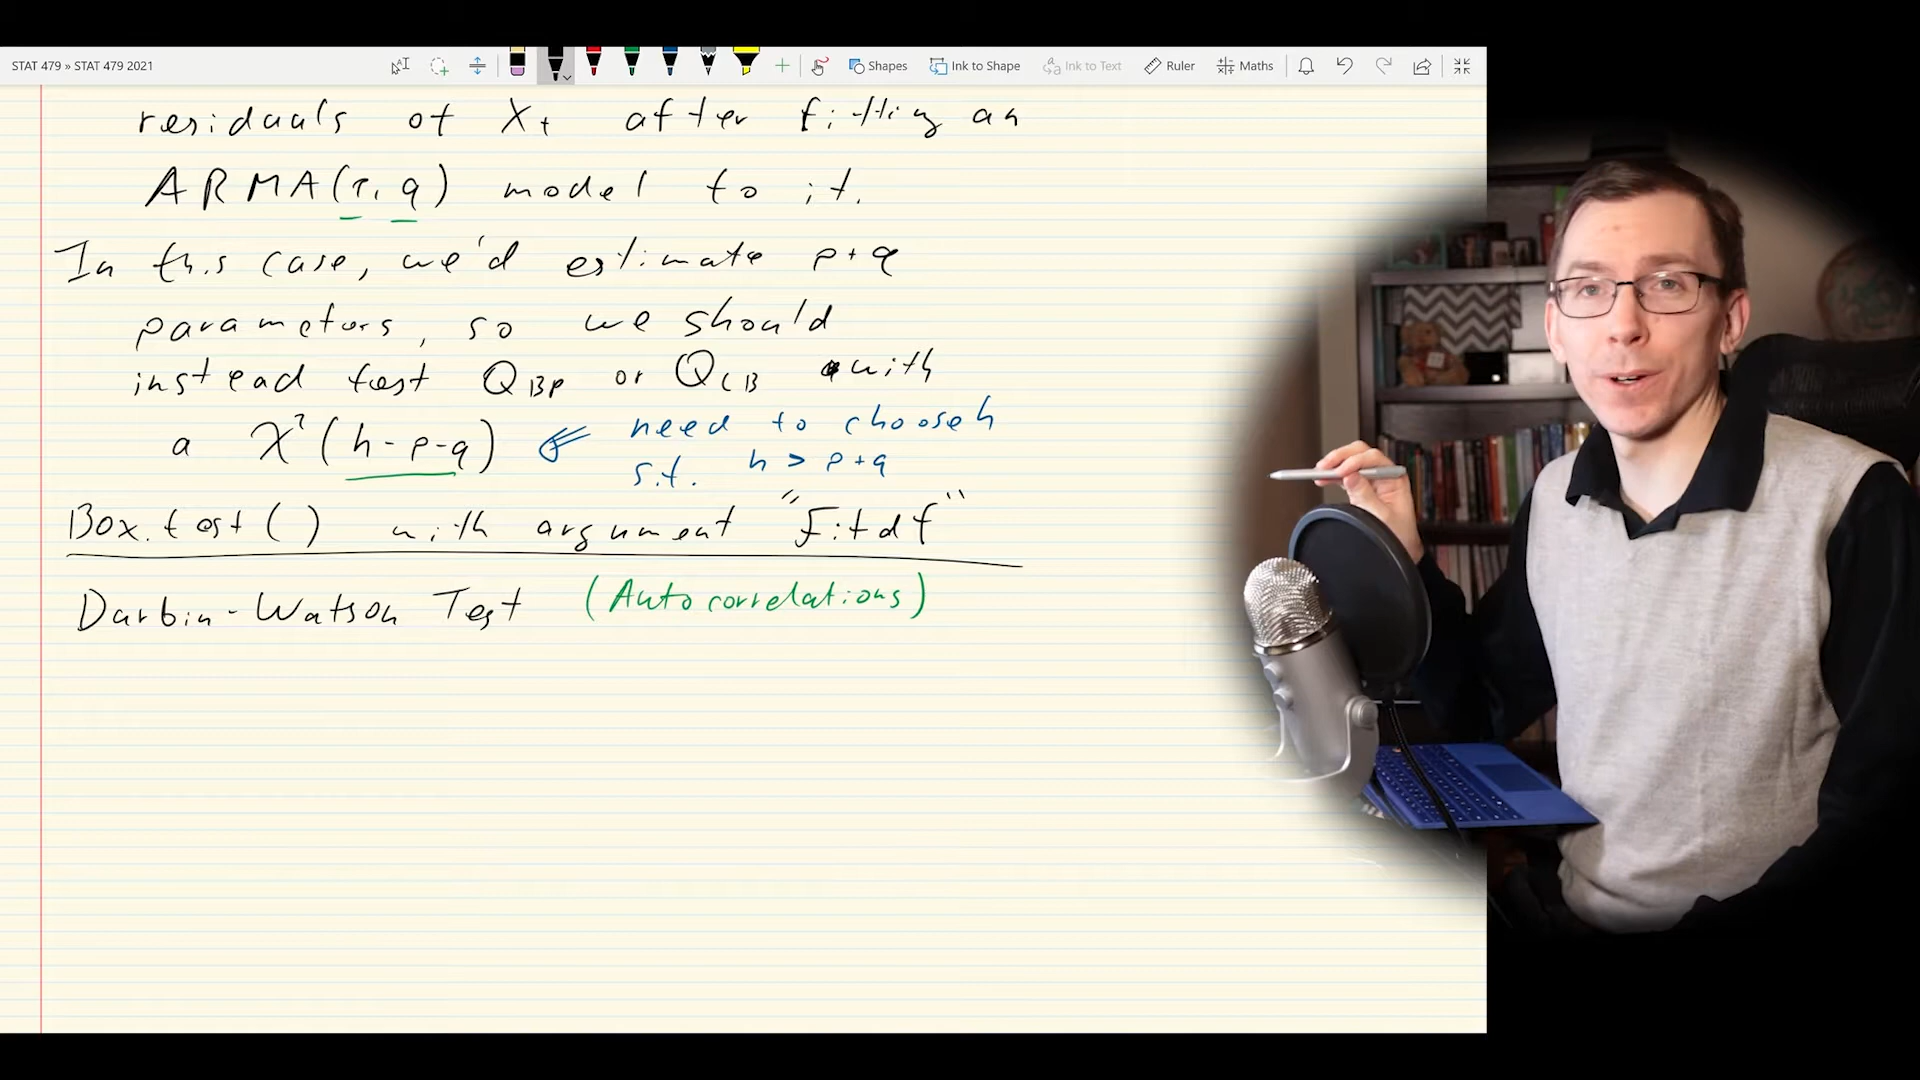 STAT 479 » STAT 479 2021
Shapes Ink to Shape Ink to Text Ruler Maths
residuals of Xt after fitting an
ARMA(p, q) model to it.
In this case, we'd estimate p+q
parameters, so we should
instead test QBP or QLB with
a χ²(h-p-q) need to choose h
s.t. h > p+q
Box.test() with argument "Fitdf"
Durbin-Watson Test (Autocorrelations)